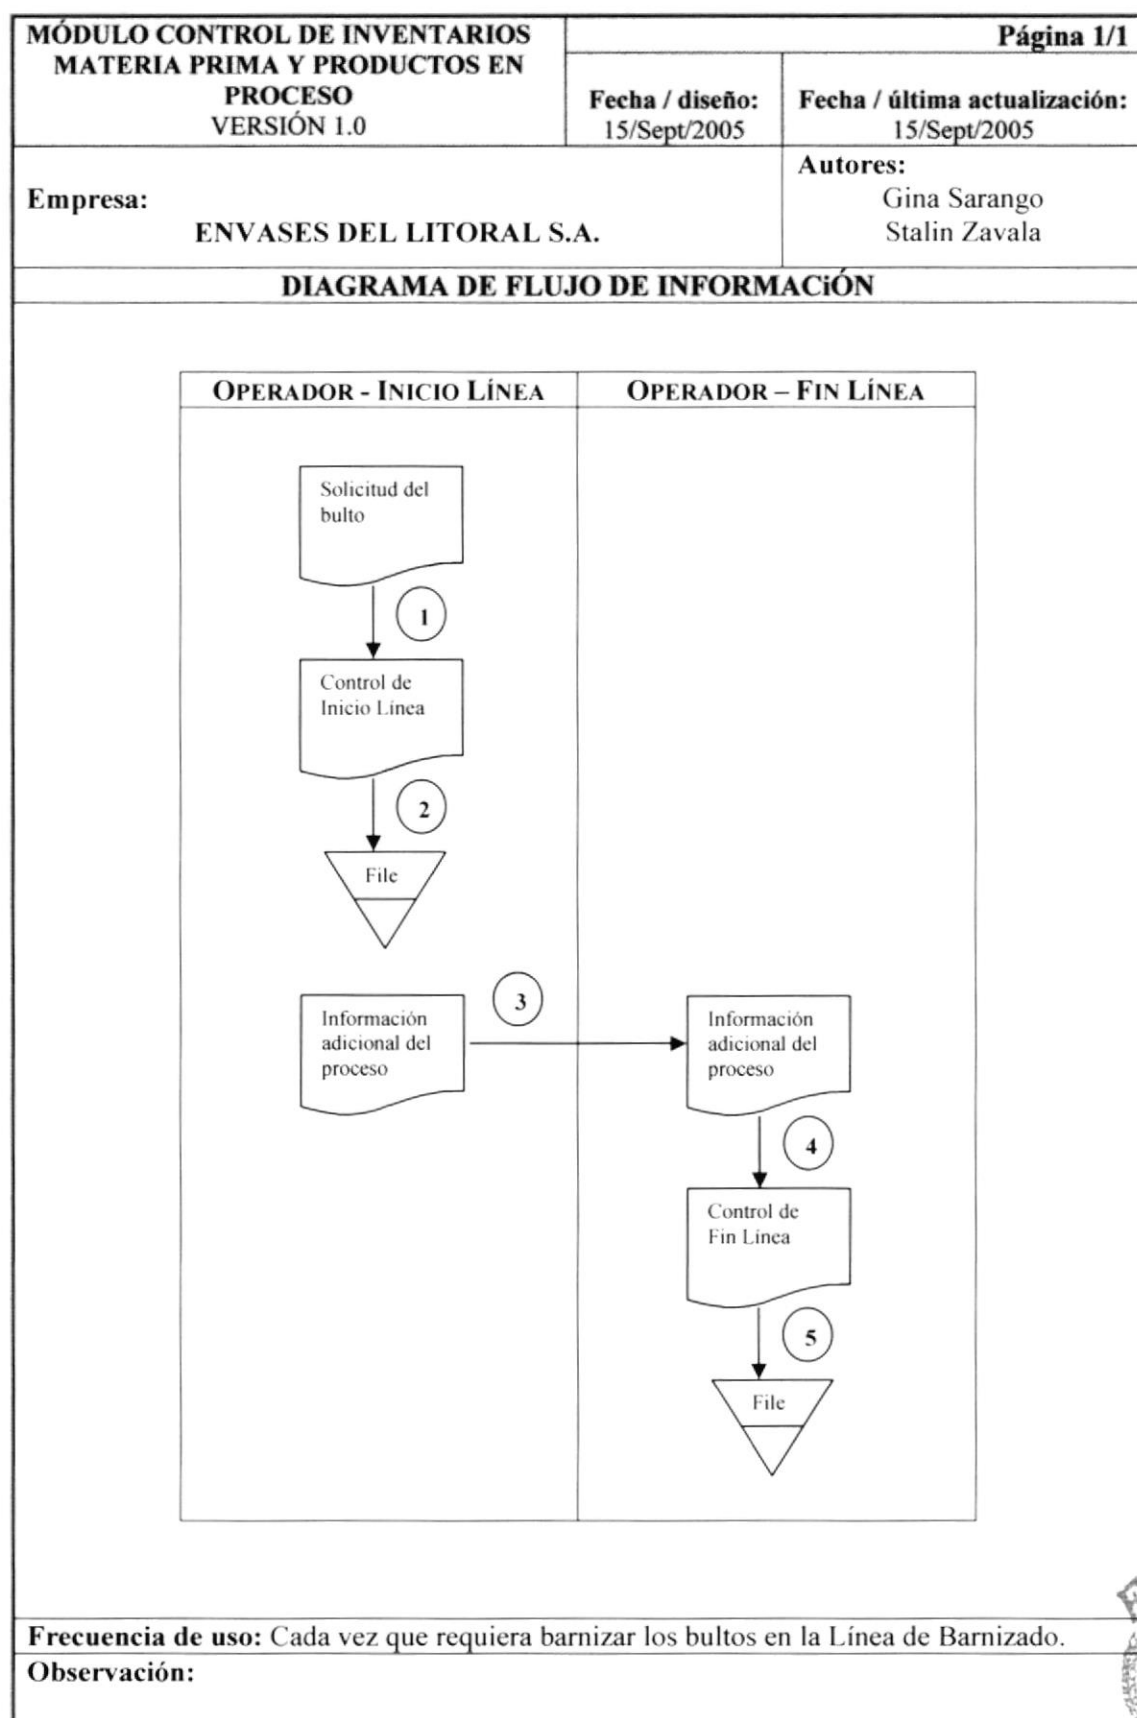 MÓDULO CONTROL DE INVENTARIOS
MATERIA PRIMA Y PRODUCTOS EN
PROCESO
VERSIÓN 1.0
Página 1/1
Fecha / diseño:
15/Sept/2005
Fecha / última actualización:
15/Sept/2005
Empresa:
ENVASES DEL LITORAL S.A.
Autores:
Gina Sarango
Stalin Zavala
DIAGRAMA DE FLUJO DE INFORMACiÓN
OPERADOR - INICIO LÍNEA
OPERADOR – FIN LÍNEA
Solicitud del
bulto
1
Control de
Inicio Línea
2
File
Información
adicional del
proceso
3
Información
adicional del
proceso
4
Control de
Fin Línea
5
File
Frecuencia de uso: Cada vez que requiera barnizar los bultos en la Línea de Barnizado.
Observación: